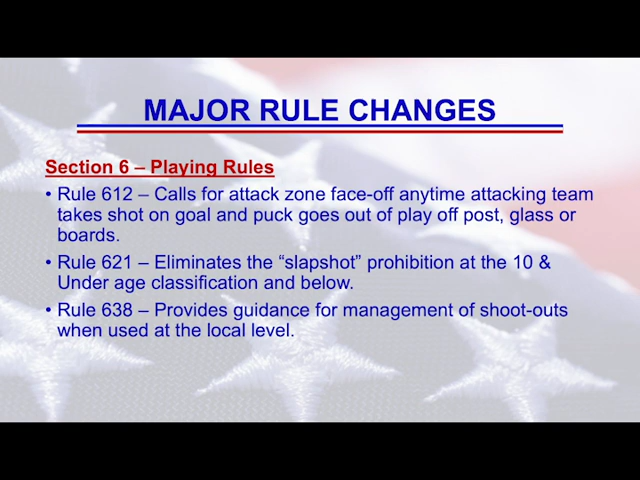 MAJOR RULE CHANGES
Section 6 – Playing Rules
• Rule 612 – Calls for attack zone face-off anytime attacking team
takes shot on goal and puck goes out of play off post, glass or
boards.
• Rule 621 – Eliminates the “slapshot” prohibition at the 10 &
Under age classification and below.
• Rule 638 – Provides guidance for management of shoot-outs
when used at the local level.